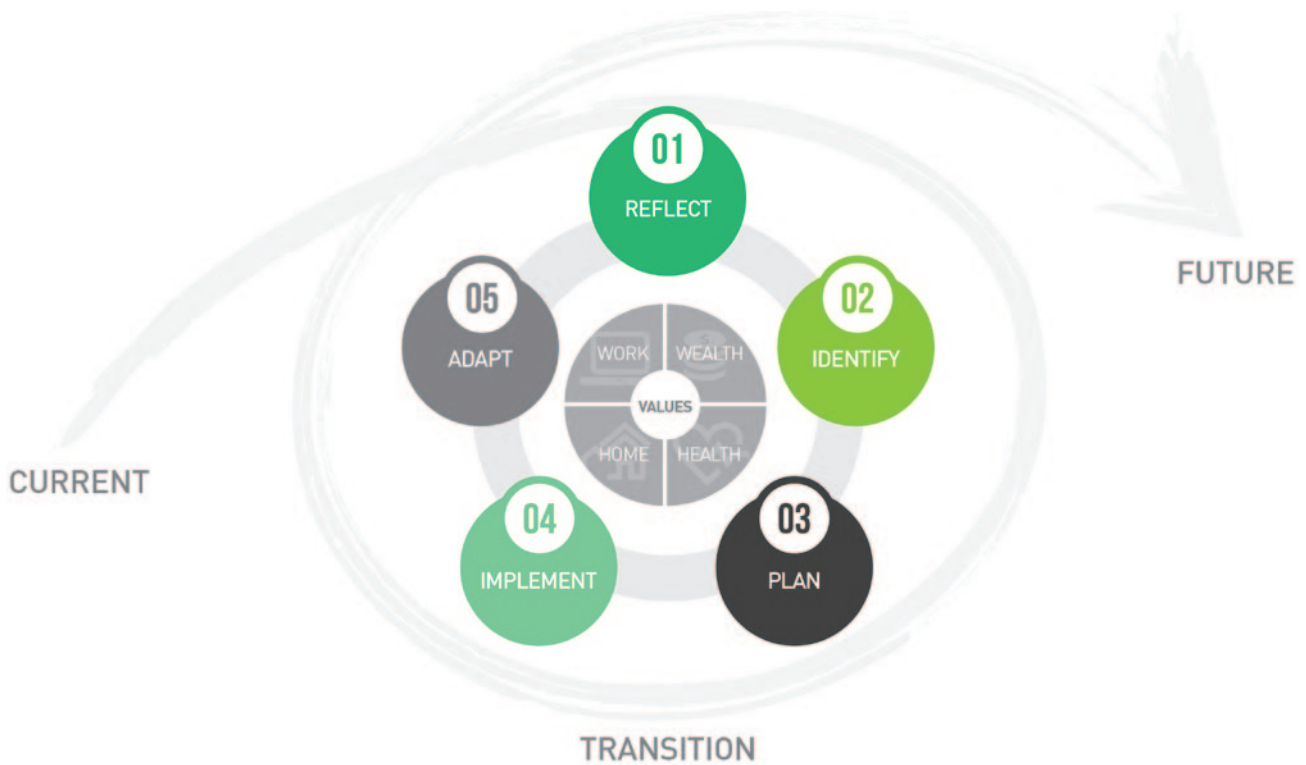 01
REFLECT
FUTURE
05
ADAPT
02
IDENTIFY
WORK
WEALTH
VALUES
HOME
HEALTH
CURRENT
04
IMPLEMENT
03
PLAN
TRANSITION